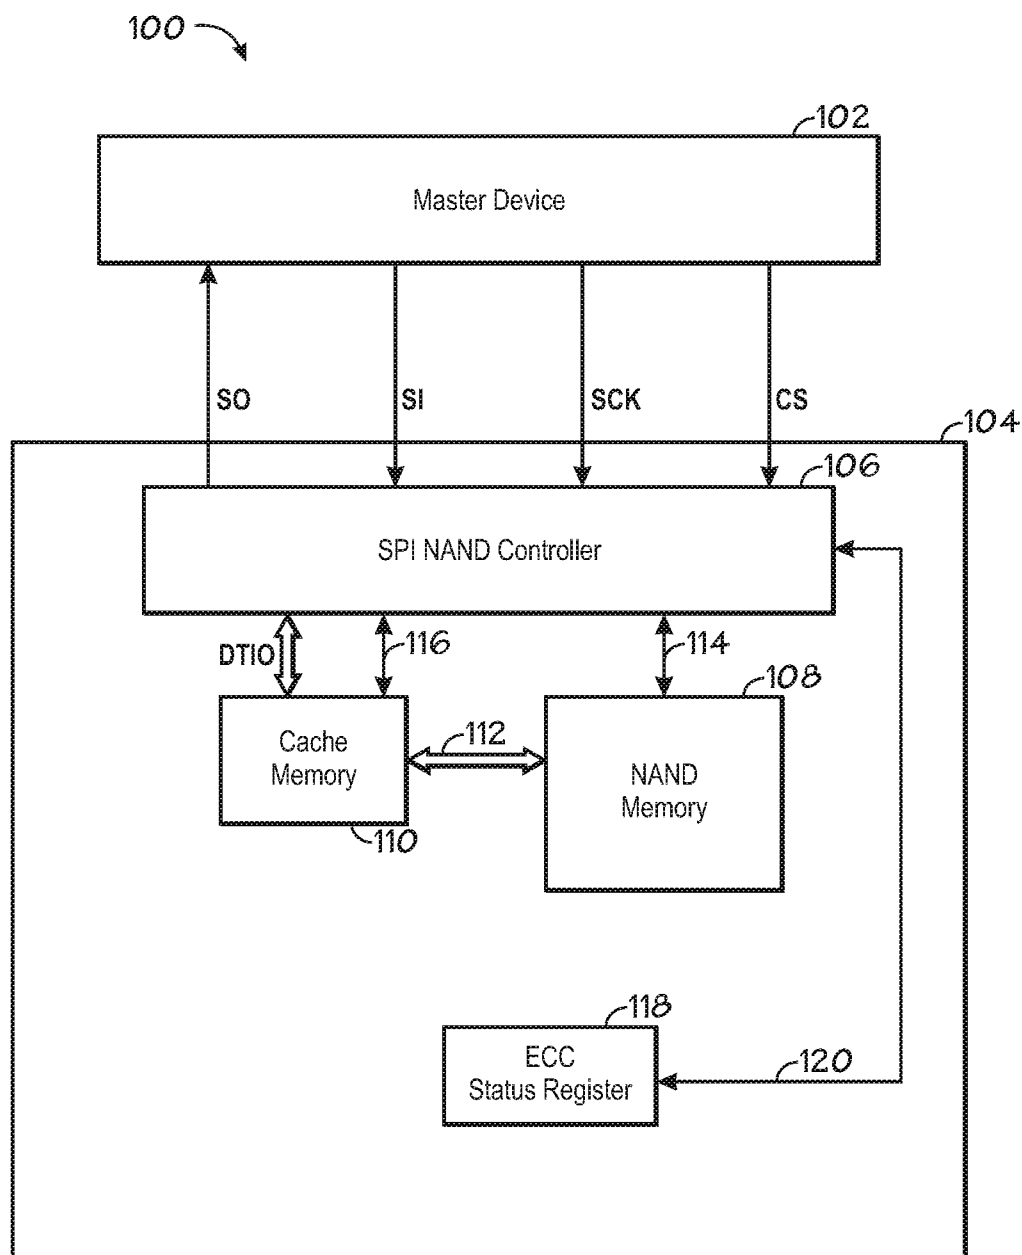 100
102
Master Device
SO
SI
SCK
CS
104
106
SPI NAND Controller
DTIO
116
114
108
Cache
Memory
112
NAND
Memory
110
118
ECC
Status Register
120